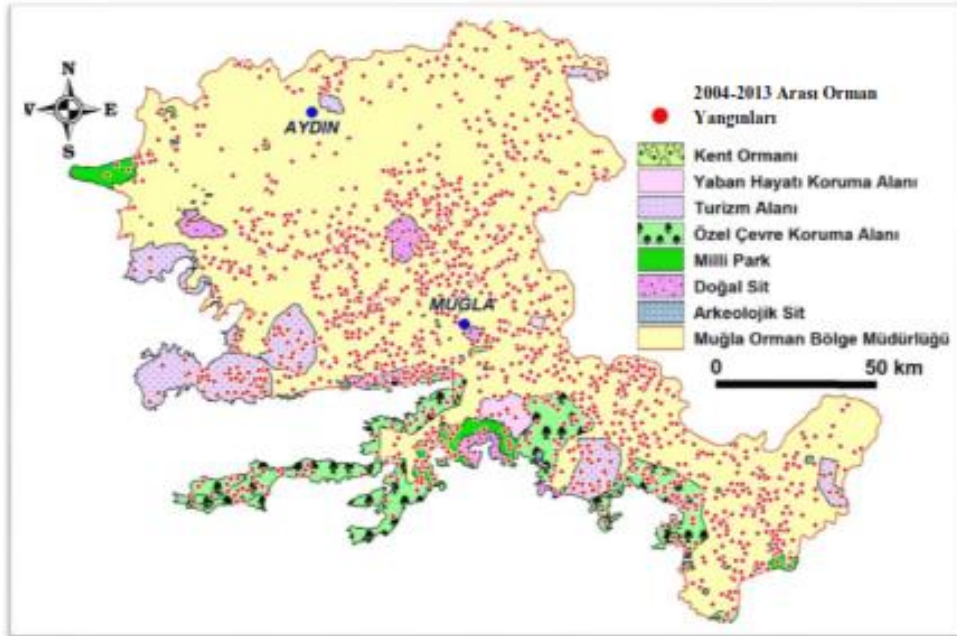 N
V E
S
AYDIN
MUĞLA
2004-2013 Arası Orman
Yangınları
Kent Ormanı
Yaban Hayatı Koruma Alanı
Turizm Alanı
Özel Çevre Koruma Alanı
Milli Park
Doğal Sit
Arkeolojik Sit
Muğla Orman Bölge Müdürlüğü
0 50 km